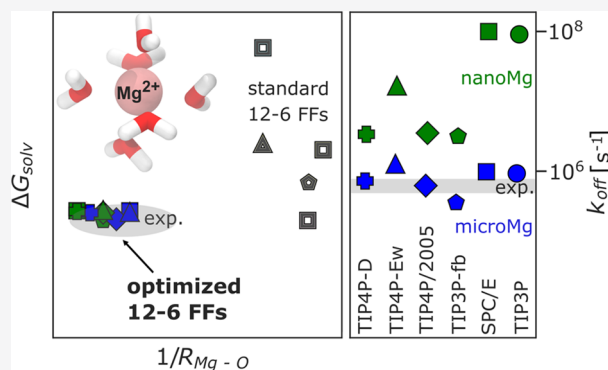 Mg2+
standard
12-6 FFs
exp.
optimized
12-6 FFs
ΔGsolv
1/RMg - O
nanoMg
exp.
microMg
TIP4P-D
TIP4P-Ew
TIP4P/2005
TIP3P-fb
SPC/E
TIP3P
10^8
10^6
koff [s-1]